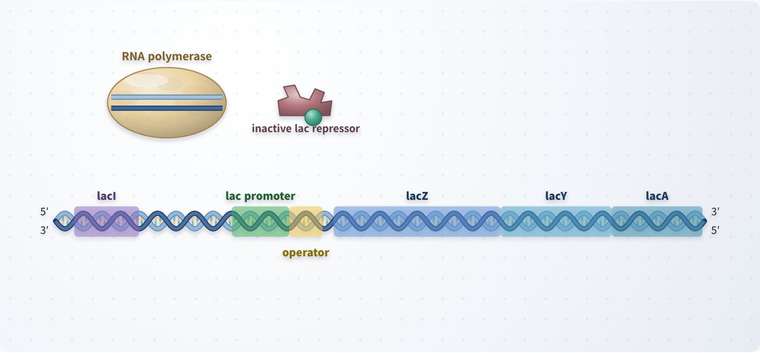 RNA polymerase
inactive lac repressor
lacI
lac promoter
lacZ
lacY
lacA
5'
3'
3'
5'
operator